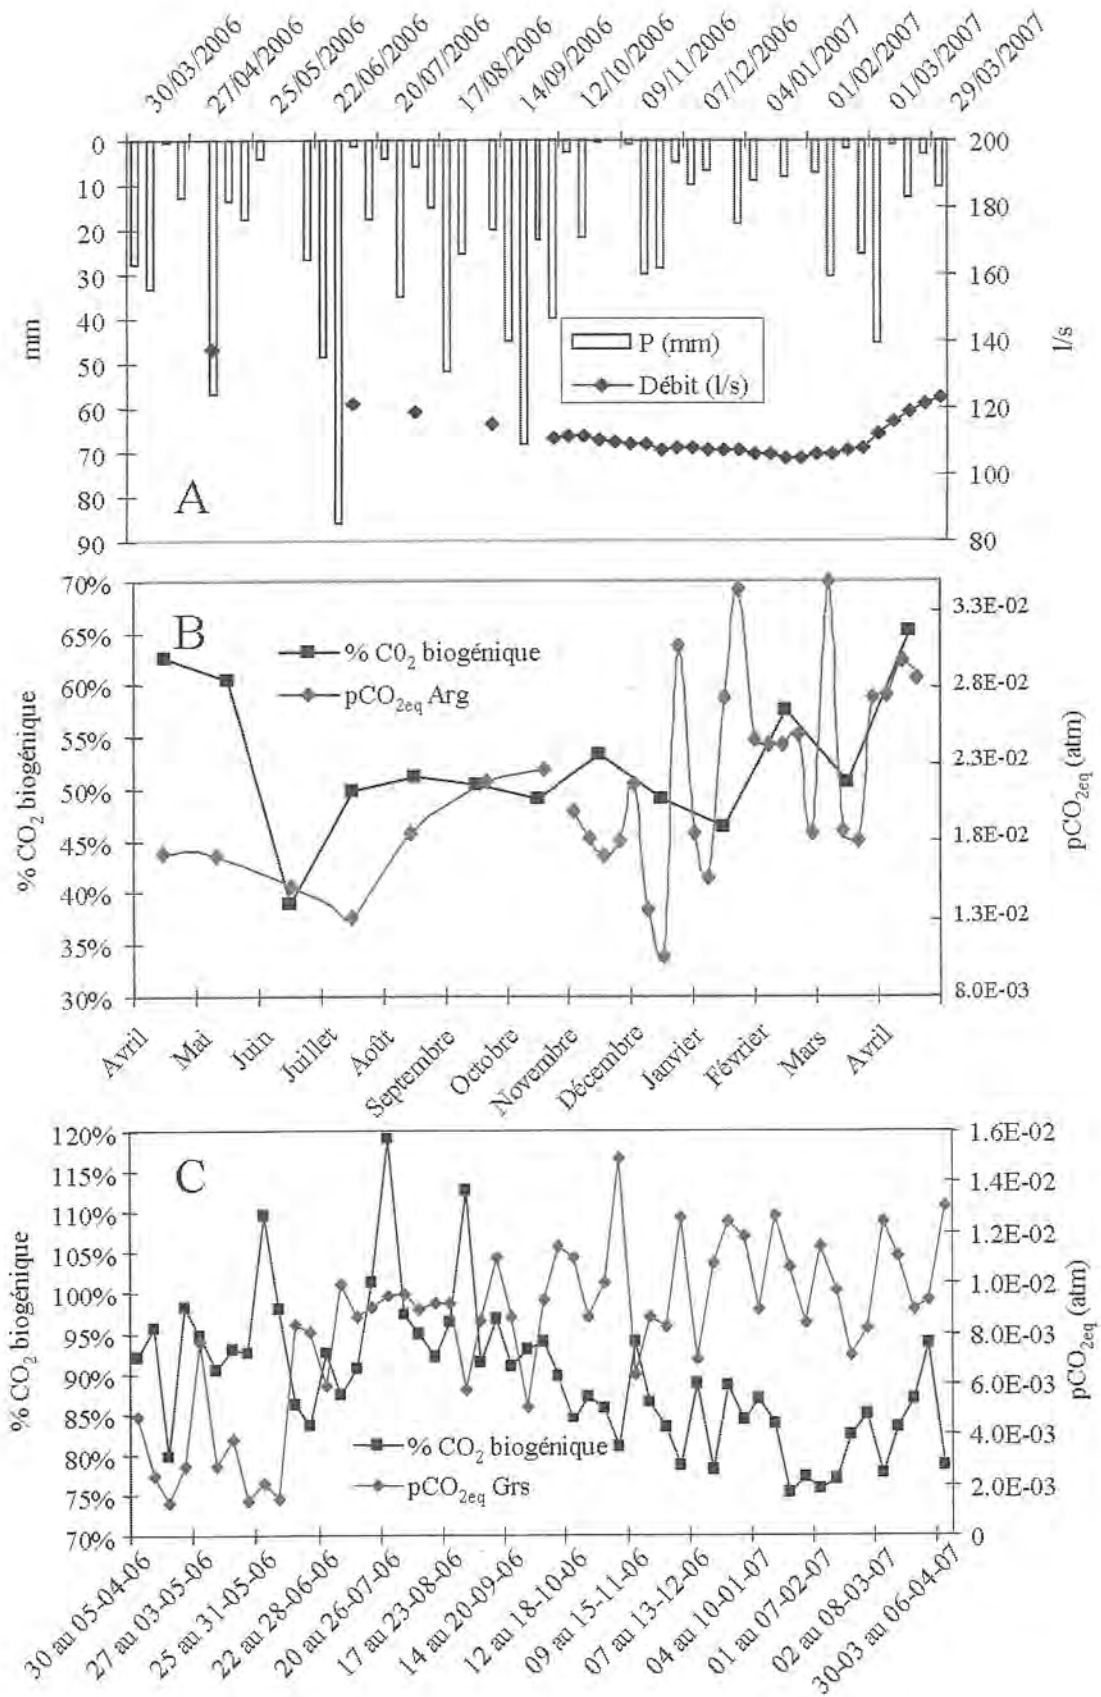 30/03/2006 27/04/2006 25/05/2006 22/06/2006 20/07/2006 17/08/2006 14/09/2006 12/10/2006 09/11/2006 07/12/2006 04/01/2007 01/02/2007 01/03/2007 29/03/2007
0 200
10 180
20 160
30 140
40 120
50 100
60 80
70
80
90
mm
l/s
P (mm)
Débit (l/s)
A
70%
65%
60%
55%
50%
45%
40%
35%
30%
% CO2 biogénique
B
% C02 biogénique
pCO2eq Arg
3.3E-02
2.8E-02
2.3E-02
1.8E-02
1.3E-02
8.0E-03
pCO2eq (atm)
Avril Mai Juin Juillet Août Septembre Octobre Novembre Décembre Janvier Février Mars Avril
120%
115%
110%
105%
100%
95%
90%
85%
80%
75%
70%
% CO2 biogénique
C
% CO2 biogénique
pCO2eq Grs
1.6E-02
1.4E-02
1.2E-02
1.0E-02
8.0E-03
6.0E-03
4.0E-03
2.0E-03
0
pCO2eq (atm)
30 au 05-04-06
27 au 03-05-06
25 au 31-05-06
22 au 28-06-06
20 au 26-07-06
17 au 23-08-06
14 au 20-09-06
12 au 18-10-06
09 au 15-11-06
07 au 13-12-06
04 au 10-01-07
01 au 07-02-07
02 au 08-03-07
30-03 au 06-04-07